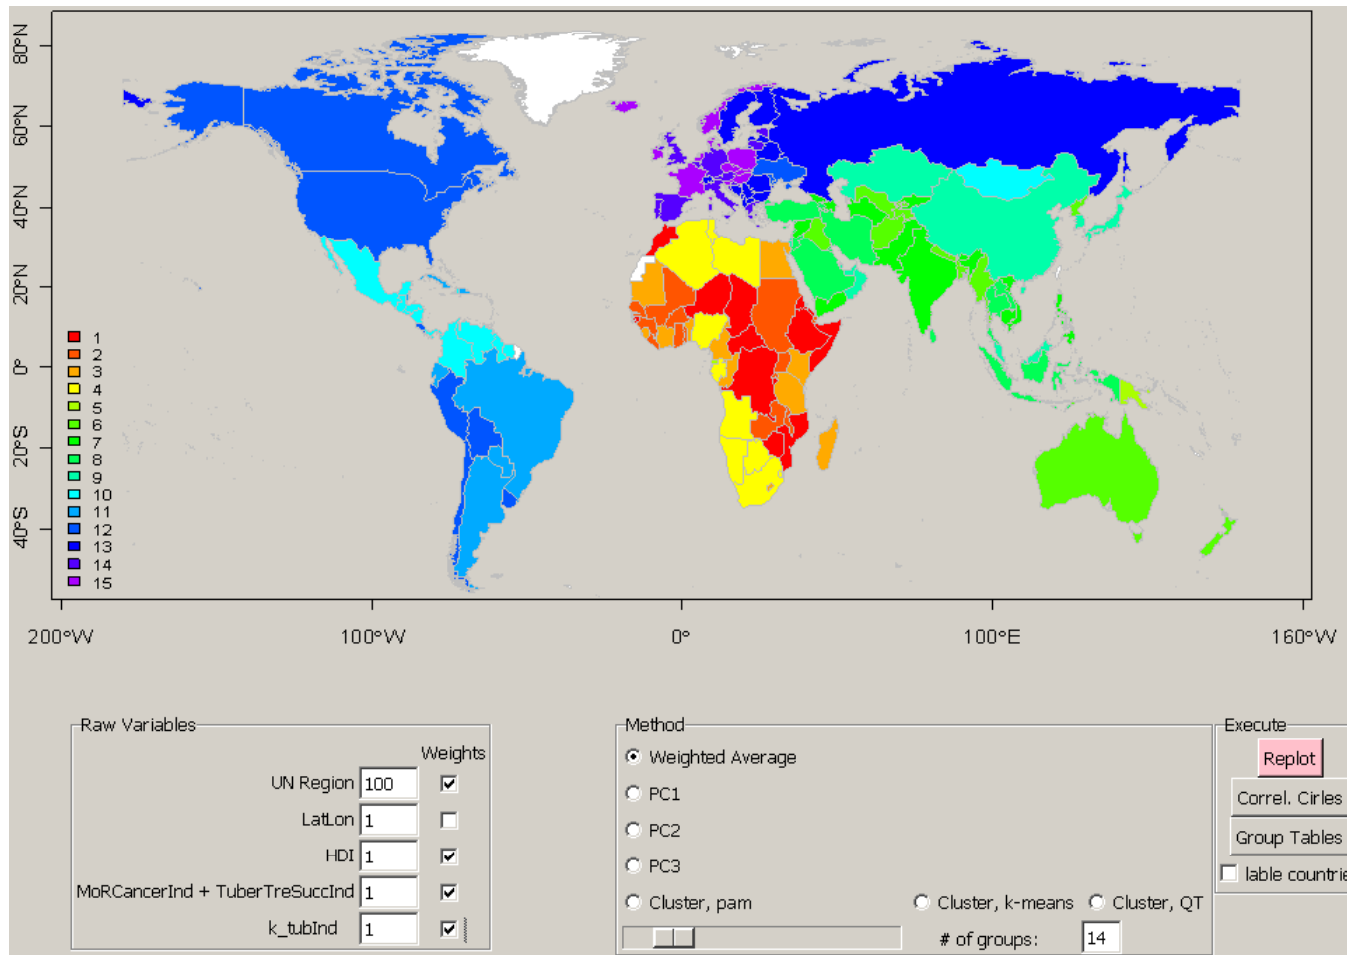 80°N
60°N
40°N
20°N
0°
20°S
40°S
1
2
3
4
5
6
7
8
9
10
11
12
13
14
15
200°W 100°W 0° 100°E 160°W
Raw Variables
Weights
UN Region 100
LatLon 1
HDI 1
MoRCancerInd + TuberTreSuccInd 1
k_tubInd 1
Method
Weighted Average
PC1
PC2
PC3
Cluster, pam Cluster, k-means Cluster, QT
# of groups: 14
Execute
Replot
Correl. Cirles
Group Tables
lable countrie